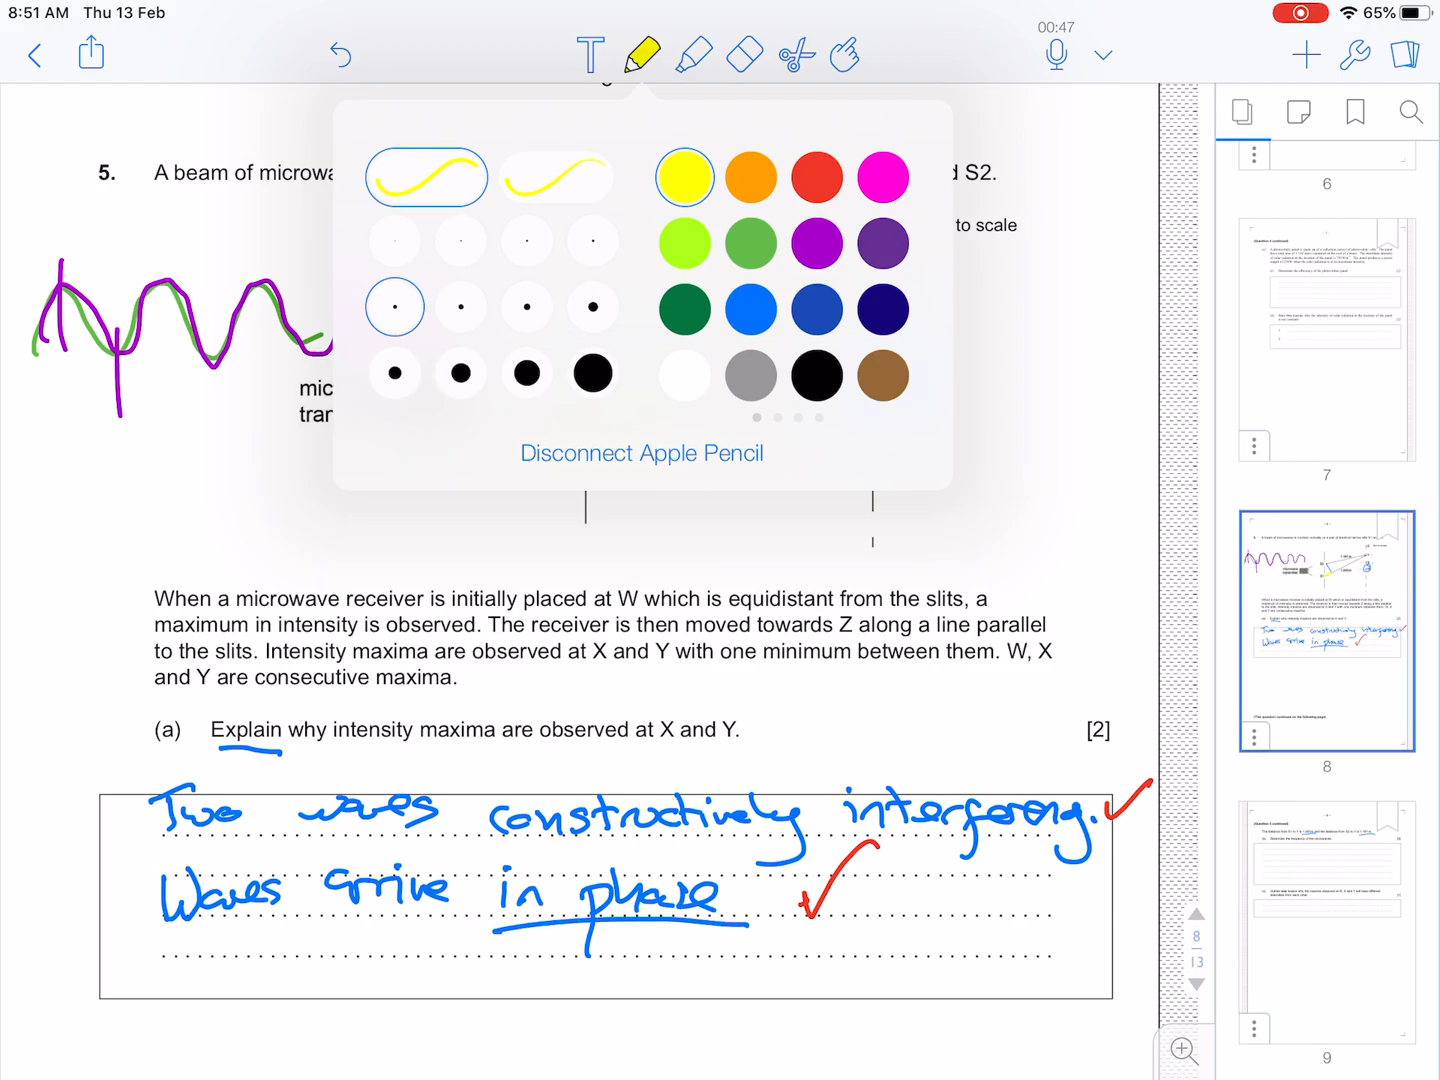 8:51 AM Thu 13 Feb
65%
00:47
5. A beam of microwa
d S2.
to scale
mic
tran
Disconnect Apple Pencil
When a microwave receiver is initially placed at W which is equidistant from the slits, a
maximum in intensity is observed. The receiver is then moved towards Z along a line parallel
to the slits. Intensity maxima are observed at X and Y with one minimum between them. W, X
and Y are consecutive maxima.
(a) Explain why intensity maxima are observed at X and Y. [2]
Two waves constructively interfering.
Waves arrive in phase
6
7
8
9
8
13